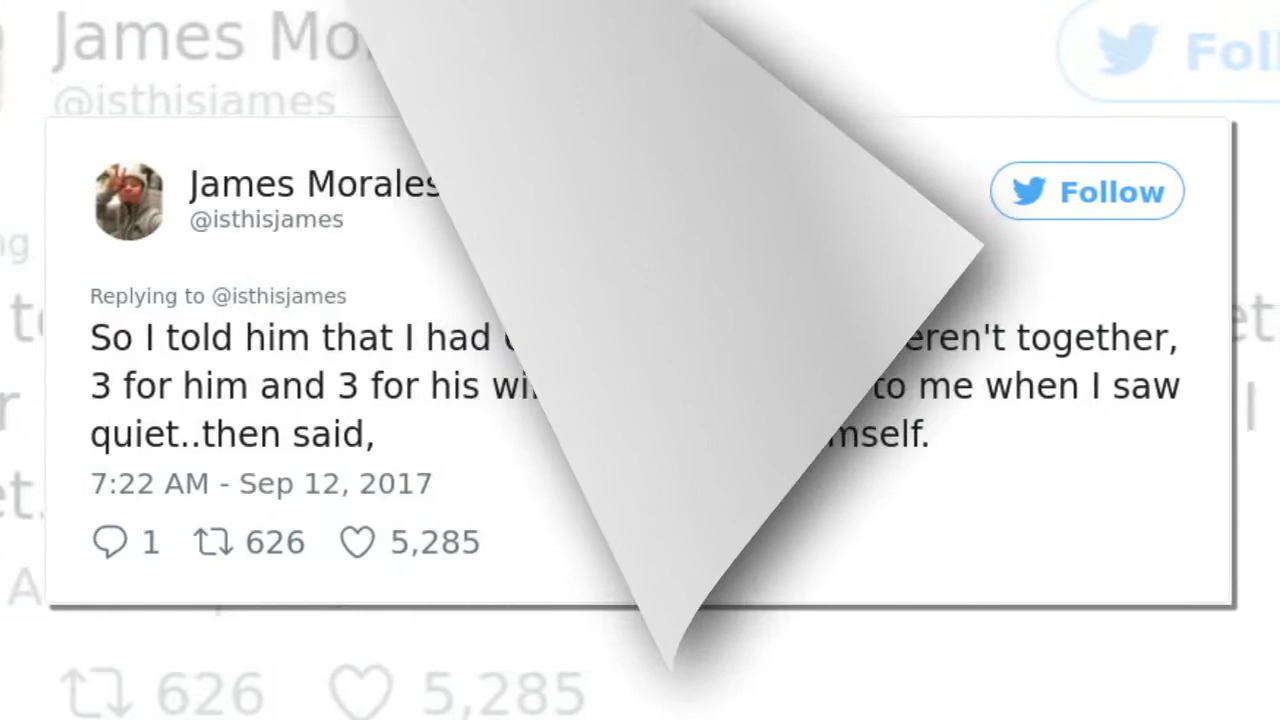 James Mo
Foll
@isthisjames
James Morales
@isthisjames
Follow
Replying to @isthisjames
So I told him that I had eren't together,
3 for him and 3 for his to me when I saw
quiet..then said, mself.
7:22 AM - Sep 12, 2017
1 626 5,285
626 5,285